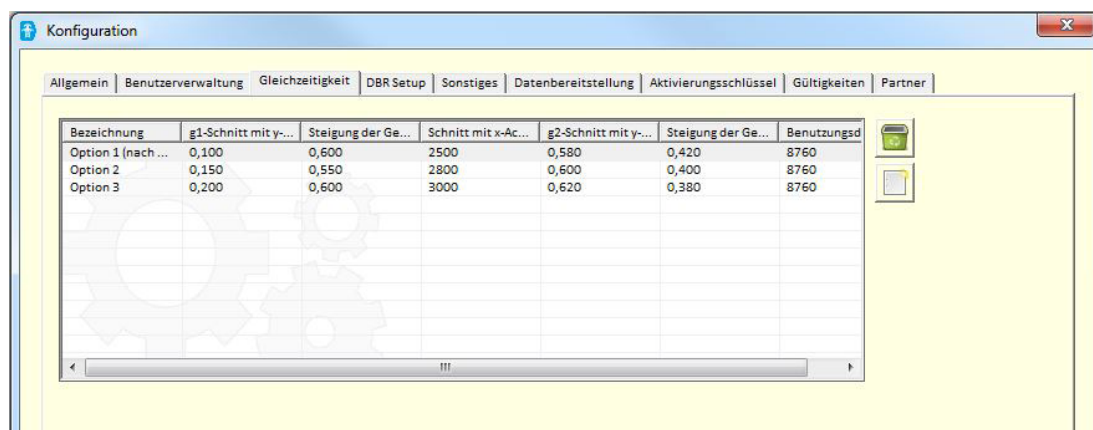 Konfiguration
Allgemein Benutzerverwaltung Gleichzeitigkeit DBR Setup Sonstiges Datenbereitstellung Aktivierungsschlüssel Gültigkeiten Partner
Bezeichnung g1-Schnitt mit y-... Steigung der Ge... Schnitt mit x-Ac... g2-Schnitt mit y-... Steigung der Ge... Benutzungsd
Option 1 (nach ... 0,100 0,600 2500 0,580 0,420 8760
Option 2 0,150 0,550 2800 0,600 0,400 8760
Option 3 0,200 0,600 3000 0,620 0,380 8760